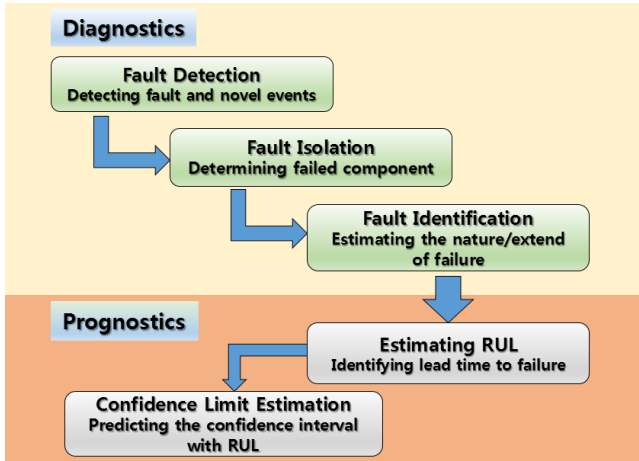 Diagnostics
Fault Detection
Detecting fault and novel events
Fault Isolation
Determining failed component
Fault Identification
Estimating the nature/extend
of failure
Prognostics
Estimating RUL
Identifying lead time to failure
Confidence Limit Estimation
Predicting the confidence interval
with RUL